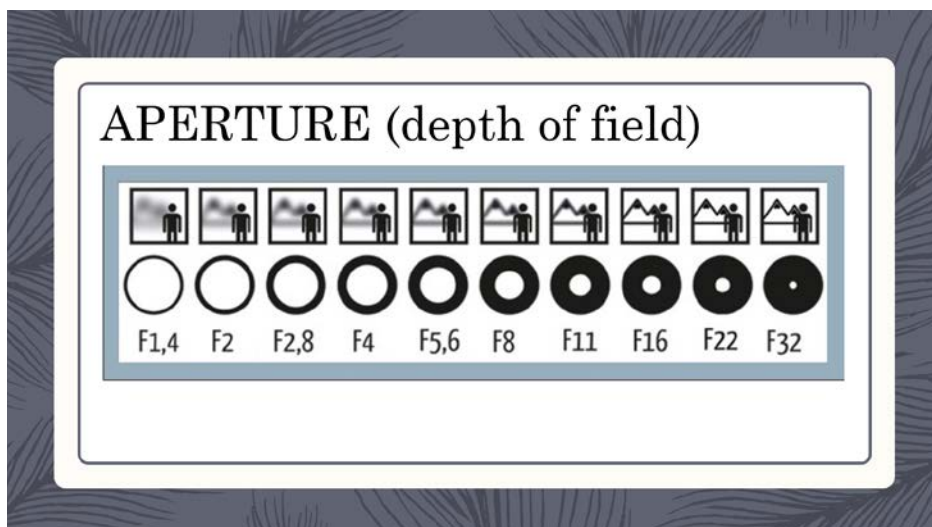 APERTURE (depth of field)
F1,4 F2 F2,8 F4 F5,6 F8 F11 F16 F22 F32